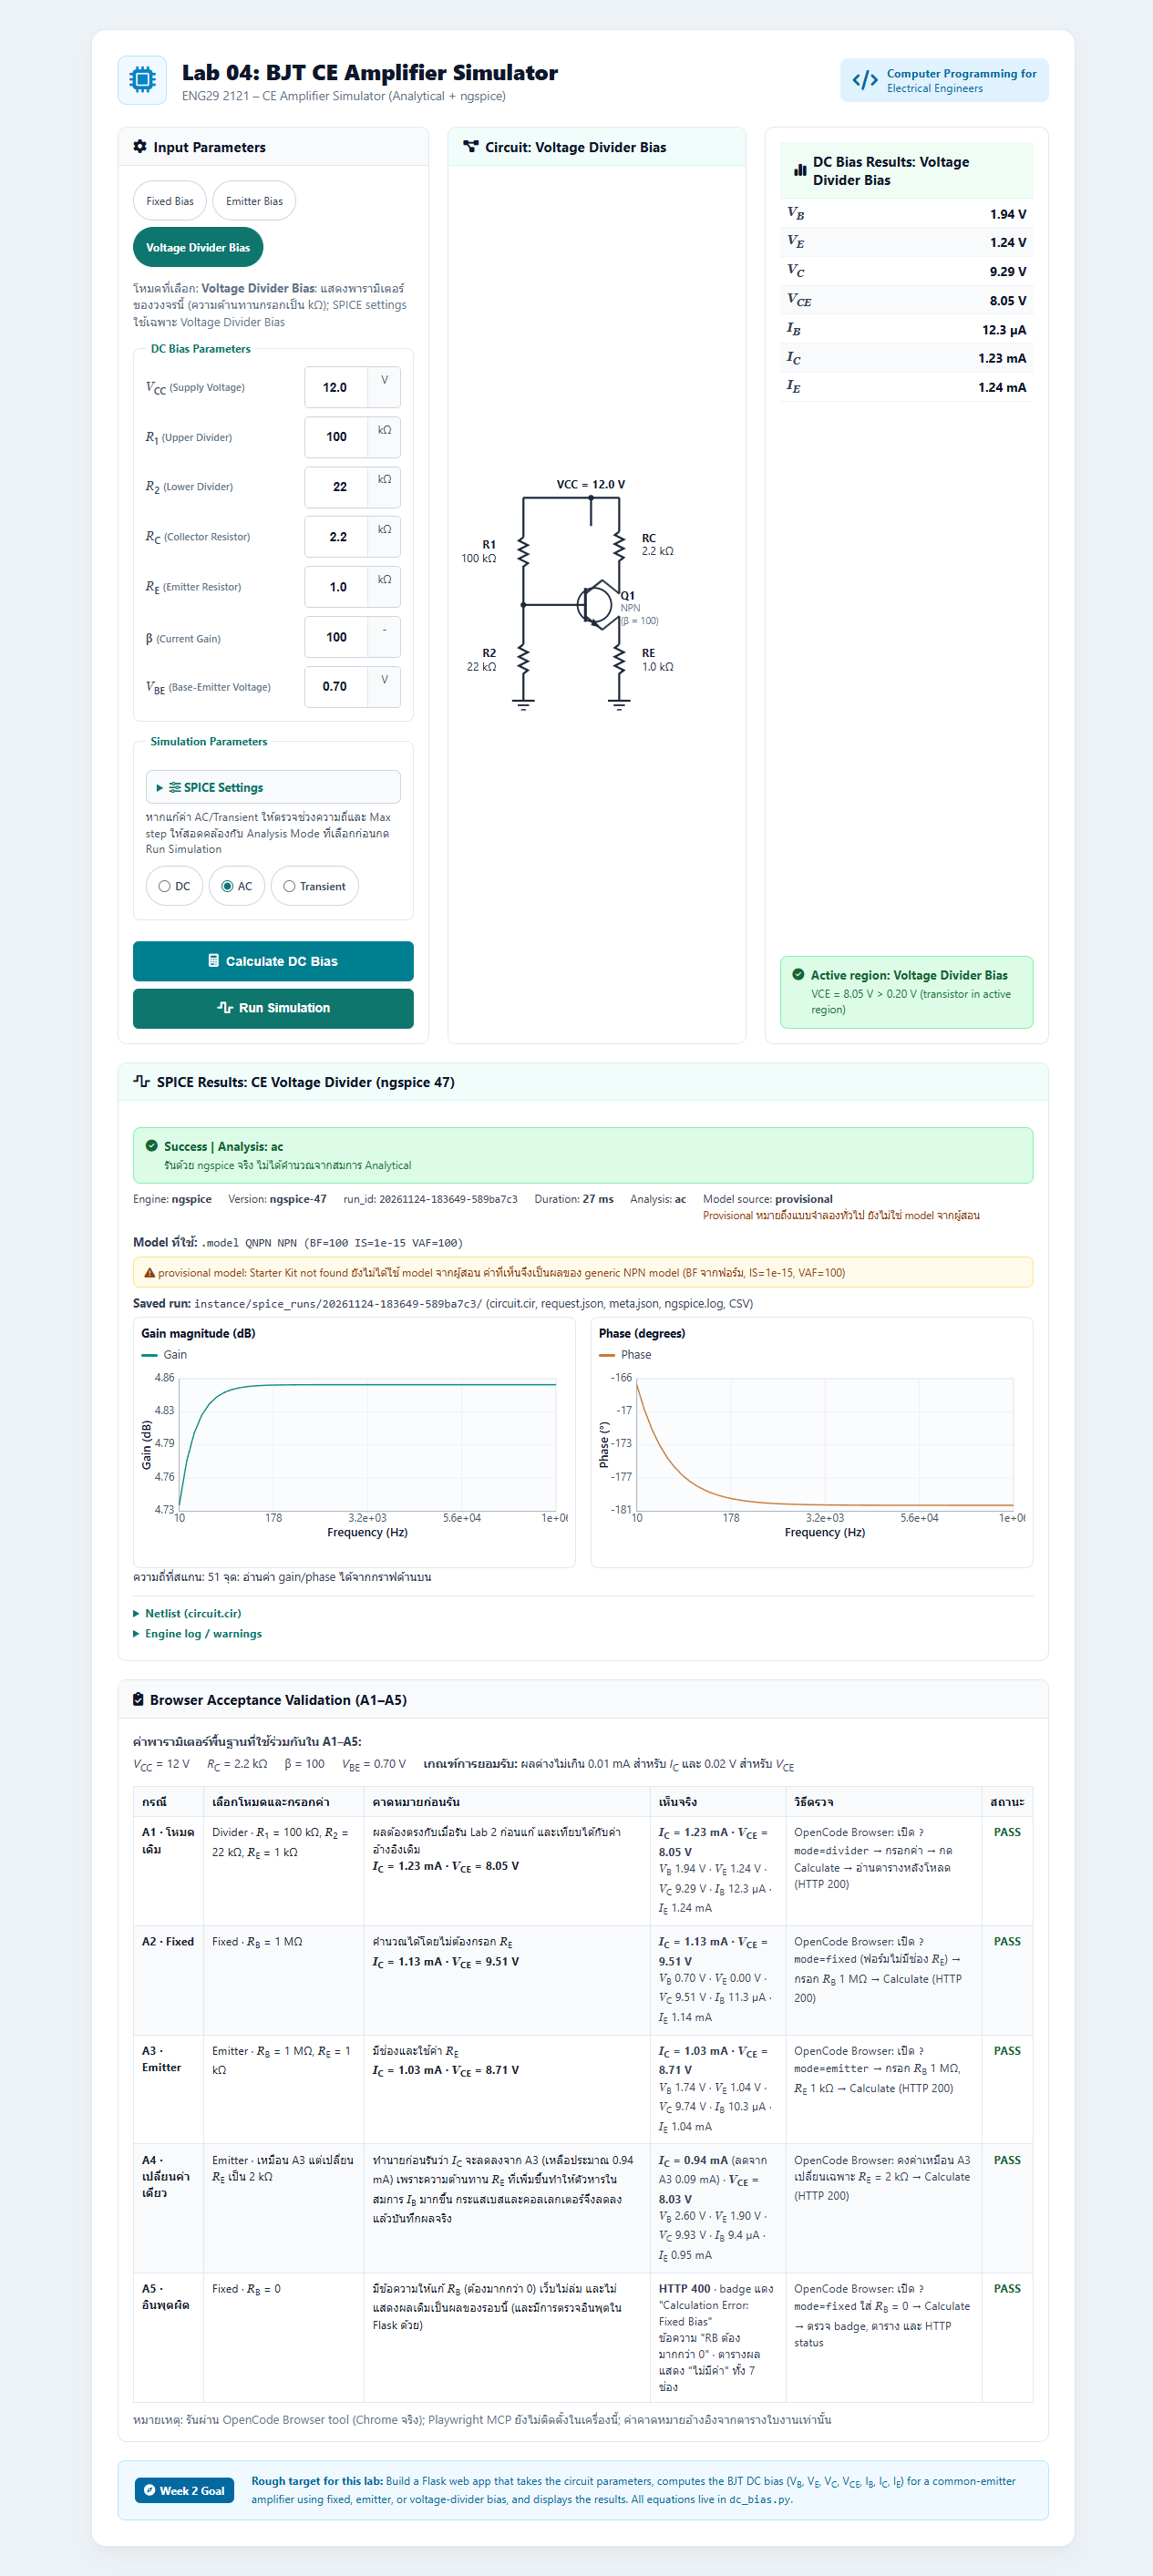 Lab 04: BJT CE Amplifier Simulator
ENG29 2121 – CE Amplifier Simulator (Analytical + ngspice)
</> Computer Programming for
Electrical Engineers
Input Parameters
Fixed Bias
Emitter Bias
Voltage Divider Bias
โหมดที่เลือก: Voltage Divider Bias: แสดงพารามิเตอร์
ของวงจรนี้ (ความต้านทานกรอกเป็น kΩ); SPICE settings
ใช้เฉพาะ Voltage Divider Bias
DC Bias Parameters
VCC (Supply Voltage) 12.0 V
R1 (Upper Divider) 100 kΩ
R2 (Lower Divider) 22 kΩ
RC (Collector Resistor) 2.2 kΩ
RE (Emitter Resistor) 1.0 kΩ
β (Current Gain) 100 -
VBE (Base-Emitter Voltage) 0.70 V
Simulation Parameters
SPICE Settings
หากแก้ค่า AC/Transient ให้ตรวจช่วงความถี่และ Max
step ให้สอดคล้องกับ Analysis Mode ที่เลือกก่อนกด
Run Simulation
DC
AC
Transient
Calculate DC Bias
Run Simulation
Circuit: Voltage Divider Bias
VCC = 12.0 V
R1
100 kΩ
RC
2.2 kΩ
Q1
NPN
(β = 100)
R2
22 kΩ
RE
1.0 kΩ
DC Bias Results: Voltage
Divider Bias
VB 1.94 V
VE 1.24 V
VC 9.29 V
VCE 8.05 V
IB 12.3 µA
IC 1.23 mA
IE 1.24 mA
Active region: Voltage Divider Bias
VCE = 8.05 V > 0.20 V (transistor in active
region)
SPICE Results: CE Voltage Divider (ngspice 47)
Success | Analysis: ac
รันด้วย ngspice จริง ไม่ได้คำนวณจากสมการ Analytical
Engine: ngspice Version: ngspice-47 run_id: 20261124-183649-589ba7c3 Duration: 27 ms Analysis: ac Model source: provisional
Provisional หมายถึงแบบจำลองทั่วไป ยังไม่ใช่ model จากผู้สอน
Model ที่ใช้: .model QNPN NPN (BF=100 IS=1e-15 VAF=100)
provisional model: Starter Kit not found ยังไม่ได้ใช้ model จากผู้สอน ค่าที่เห็นจึงเป็นผลของ generic NPN model (BF จากฟอร์ม, IS=1e-15, VAF=100)
Saved run: instance/spice_runs/20261124-183649-589ba7c3/ (circuit.cir, request.json, meta.json, ngspice.log, CSV)
Gain magnitude (dB)
Gain
4.86
4.83
4.79
4.76
4.73
Gain (dB)
10 178 3.2e+03 5.6e+04 1e+0
Frequency (Hz)
Phase (degrees)
Phase
-166
-17
-173
-177
-181
Phase (°)
10 178 3.2e+03 5.6e+04 1e+0
Frequency (Hz)
ความถี่ที่สแกน: 51 จุด: อ่านค่า gain/phase ได้จากกราฟด้านบน
Netlist (circuit.cir)
Engine log / warnings
Browser Acceptance Validation (A1–A5)
ค่าพารามิเตอร์พื้นฐานที่ใช้ร่วมกันใน A1–A5:
VCC = 12 V RC = 2.2 kΩ β = 100 VBE = 0.70 V เกณฑ์การยอมรับ: ผลต่างไม่เกิน 0.01 mA สำหรับ IC และ 0.02 V สำหรับ VCE
กรณี เลือกโหมดและกรอกค่า คาดหมายก่อนรัน เห็นจริง วิธีตรวจ สถานะ
A1 · โหมด
เดิม
Divider · R1 = 100 kΩ, R2 =
22 kΩ, RE = 1 kΩ
ผลต้องตรงกับเมื่อรัน Lab 2 ก่อนแก้ และเทียบได้กับค่า
อ้างอิงเดิม
IC = 1.23 mA · VCE = 8.05 V
IC = 1.23 mA · VCE =
8.05 V
VB 1.94 V · VE 1.24 V ·
VC 9.29 V · IB 12.3 µA ·
IE 1.24 mA
OpenCode Browser: เปิด ?
mode=divider → กรอกค่า → กด
Calculate → อ่านตารางหลังโหลด
(HTTP 200)
PASS
A2 · Fixed
Fixed · RB = 1 MΩ
คำนวณได้โดยไม่ต้องกรอก RE
IC = 1.13 mA · VCE = 9.51 V
IC = 1.13 mA · VCE =
9.51 V
VB 0.70 V · VE 0.00 V ·
VC 9.51 V · IB 11.3 µA ·
IE 1.14 mA
OpenCode Browser: เปิด ?
mode=fixed (ฟอร์มไม่มีช่อง RE) →
กรอก RB 1 MΩ → Calculate (HTTP
200)
PASS
A3 ·
Emitter
Emitter · RB = 1 MΩ, RE = 1
kΩ
มีช่องและใช้ค่า RE
IC = 1.03 mA · VCE = 8.71 V
IC = 1.03 mA · VCE =
8.71 V
VB 1.74 V · VE 1.04 V ·
VC 9.74 V · IB 10.3 µA ·
IE 1.04 mA
OpenCode Browser: เปิด ?
mode=emitter → กรอก RB 1 MΩ,
RE 1 kΩ → Calculate (HTTP 200)
PASS
A4 ·
เปลี่ยนค่า
เดียว
Emitter · เหมือน A3 แต่เปลี่ยน
RE เป็น 2 kΩ
ทำนายก่อนรันว่า IC จะลดลงจาก A3 (เหลือประมาณ 0.94
mA) เพราะความต้านทาน RE ที่เพิ่มขึ้นทำให้ตัวหารใน
สมการ IB มากขึ้น กระแสเบสและคอลเลกเตอร์จึงลดลง
แล้วบันทึกผลจริง
IC = 0.94 mA (ลดจาก
A3 0.09 mA) · VCE =
8.03 V
VB 2.60 V · VE 1.90 V ·
VC 9.93 V · IB 9.4 µA ·
IE 0.95 mA
OpenCode Browser: คงค่าเหมือน A3
เปลี่ยนเฉพาะ RE = 2 kΩ → Calculate
(HTTP 200)
PASS
A5 ·
อินพุตผิด
Fixed · RB = 0
มีข้อความให้แก้ RB (ต้องมากกว่า 0) เว็บไม่ล่ม และไม่
แสดงผลเดิมเป็นผลของรอบนี้ (และมีการตรวจอินพุตใน
Flask ด้วย)
HTTP 400 · badge แดง
"Calculation Error:
Fixed Bias"
ข้อความ "RB ต้อง
มากกว่า 0" · ตารางผล
แสดง "ไม่มีค่า" ทั้ง 7
ช่อง
OpenCode Browser: เปิด ?
mode=fixed ใส่ RB = 0 → Calculate
→ ตรวจ badge, ตาราง และ HTTP
status
PASS
หมายเหตุ: รันผ่าน OpenCode Browser tool (Chrome จริง); Playwright MCP ยังไม่ติดตั้งในเครื่องนี้; ค่าคาดหมายอ้างอิงจากตารางใบงานเท่านั้น
Week 2 Goal
Rough target for this lab: Build a Flask web app that takes the circuit parameters, computes the BJT DC bias (VB, VE, VC, VCE, IB, IC, IE) for a common-emitter
amplifier using fixed, emitter, or voltage-divider bias, and displays the results. All equations live in dc_bias.py.